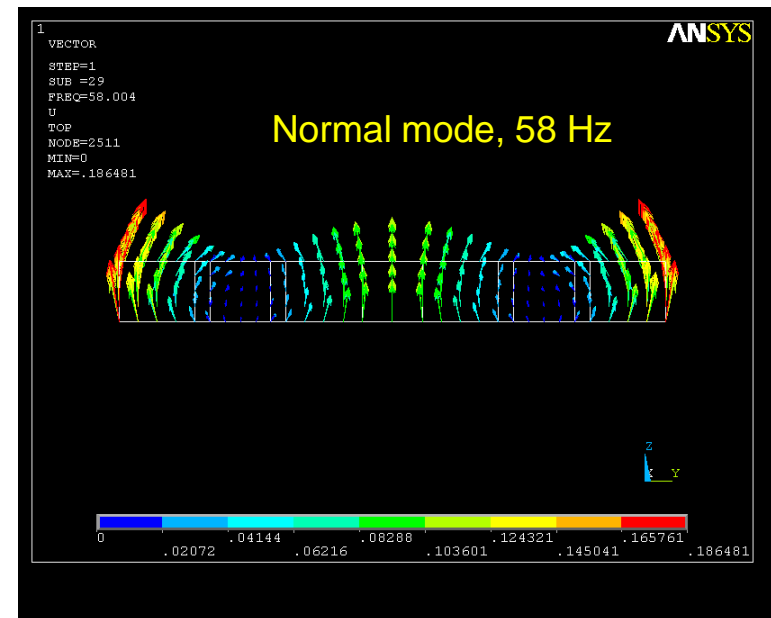 1
ANSYS
VECTOR
STEP=1
SUB =29
FREQ=58.004
U
TOP
NODE=2511
MIN=0
MAX=.186481
Normal mode, 58 Hz
Z
X Y
0 .04144 .08288 .124321 .165761
.02072 .06216 .103601 .145041 .186481